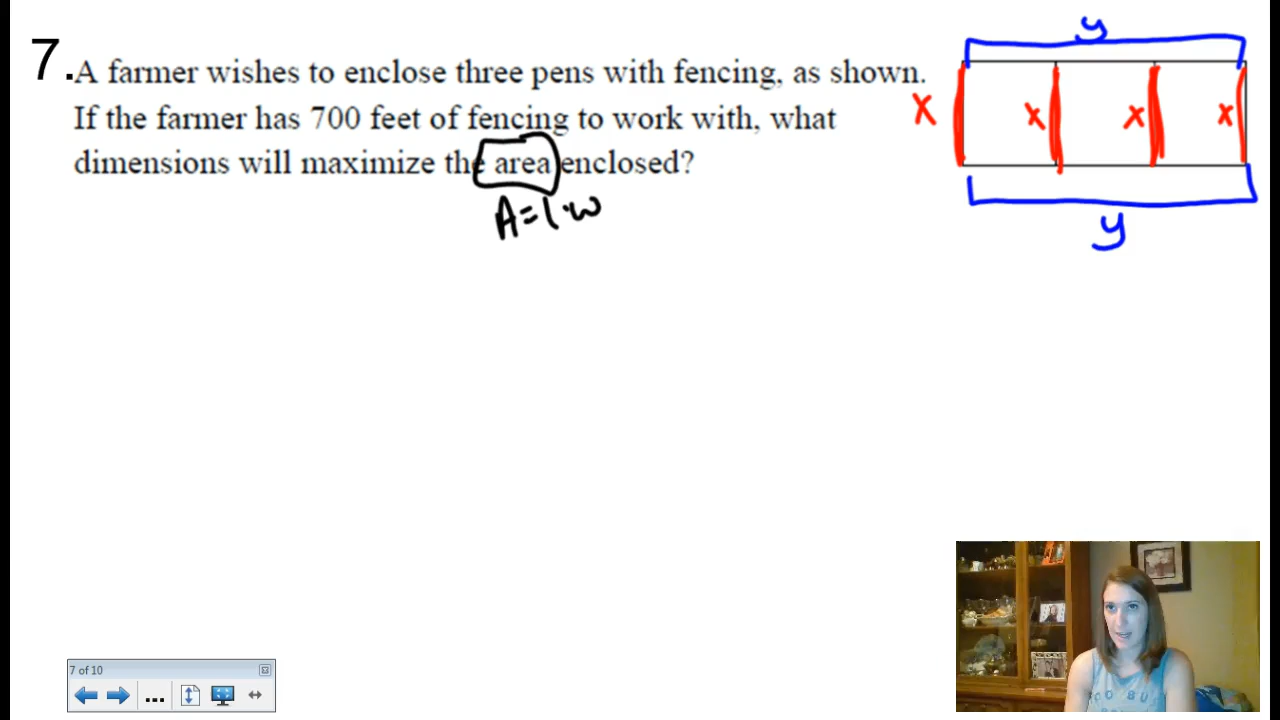 7. A farmer wishes to enclose three pens with fencing, as shown.
If the farmer has 700 feet of fencing to work with, what
dimensions will maximize the area enclosed?
A=l·w
y
x x x x
y
7 of 10
...